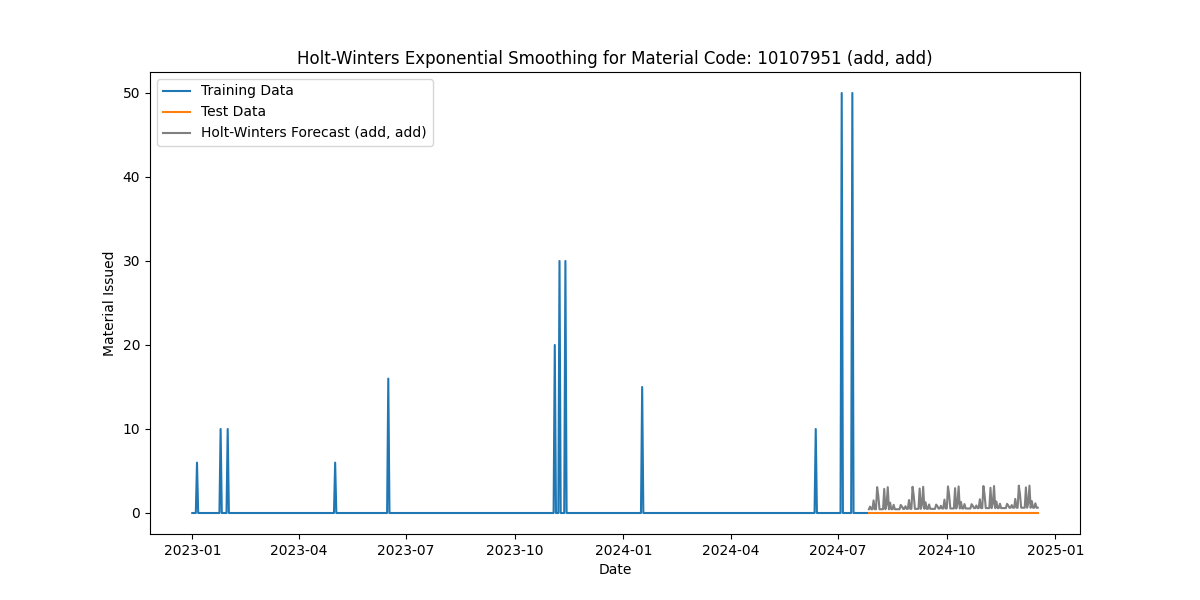 Holt-Winters Exponential Smoothing for Material Code: 10107951 (add, add)
Training Data
Test Data
Holt-Winters Forecast (add, add)
Material Issued
50
40
30
20
10
0
2023-01 2023-04 2023-07 2023-10 2024-01 2024-04 2024-07 2024-10 2025-01
Date